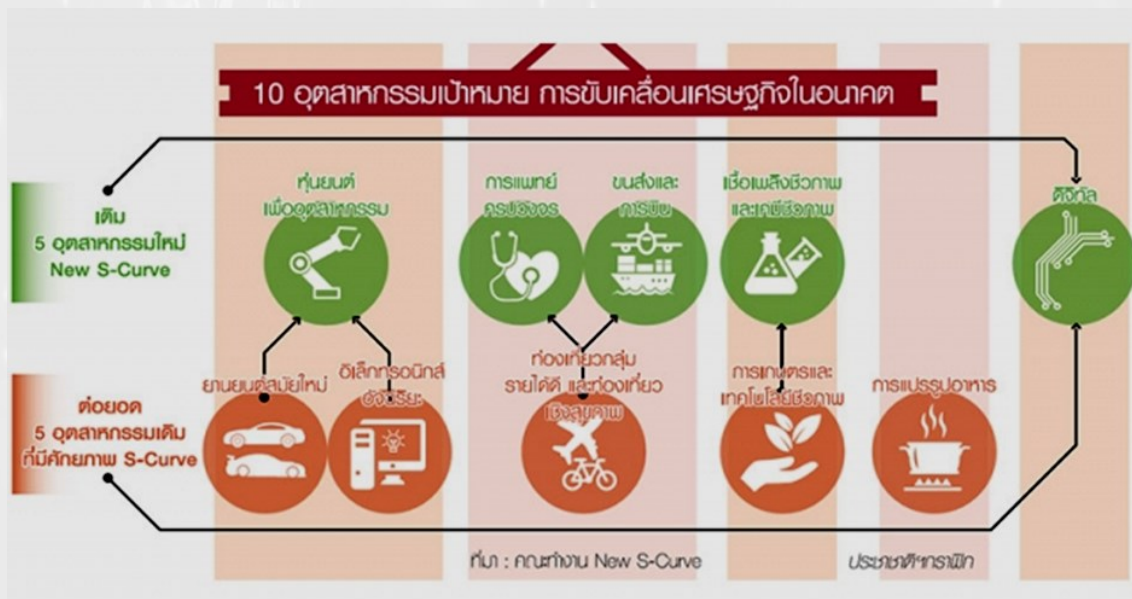 10 อุตสาหกรรมเป้าหมาย การขับเคลื่อนเศรษฐกิจในอนาคต
เติม
5 อุตสาหกรรมใหม่
New S-Curve
หุ่นยนต์
เพื่ออุตสาหกรรม
การแพทย์
ครบวงจร
ขนส่งและ
การบิน
เชื้อเพลิงชีวภาพ
และเคมีชีวภาพ
ดิจิทัล
ต่อยอด
5 อุตสาหกรรมเดิม
ที่มีศักยภาพ S-Curve
ยานยนต์สมัยใหม่
อิเล็กทรอนิกส์
อัจฉริยะ
ท่องเที่ยวกลุ่ม
รายได้ดี และท่องเที่ยว
เชิงสุขภาพ
การเกษตรและ
เทคโนโลยีชีวภาพ
การแปรรูปอาหาร
ที่มา : คณะทำงาน New S-Curve
ประชาชาติฯกราฟิก